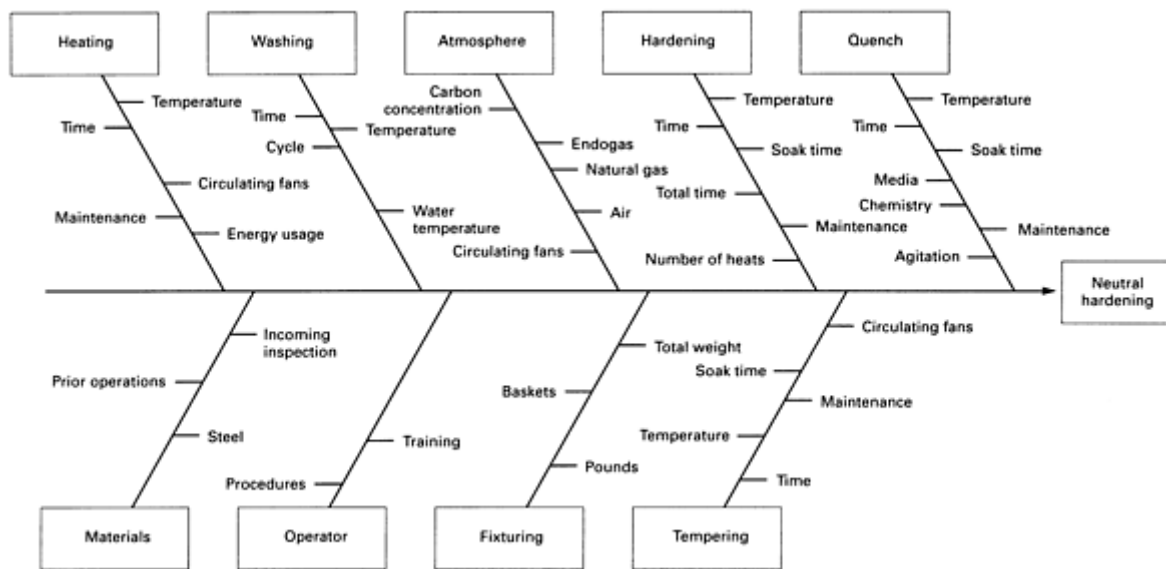 Heating
Washing
Atmosphere
Hardening
Quench
Temperature
Time
Circulating fans
Maintenance
Energy usage
Time
Temperature
Cycle
Water
temperature
Carbon
concentration
Endogas
Natural gas
Air
Circulating fans
Temperature
Time
Soak time
Total time
Maintenance
Number of heats
Temperature
Time
Soak time
Media
Chemistry
Maintenance
Agitation
Neutral
hardening
Incoming
inspection
Prior operations
Steel
Training
Procedures
Total weight
Baskets
Pounds
Circulating fans
Soak time
Maintenance
Temperature
Time
Materials
Operator
Fixturing
Tempering